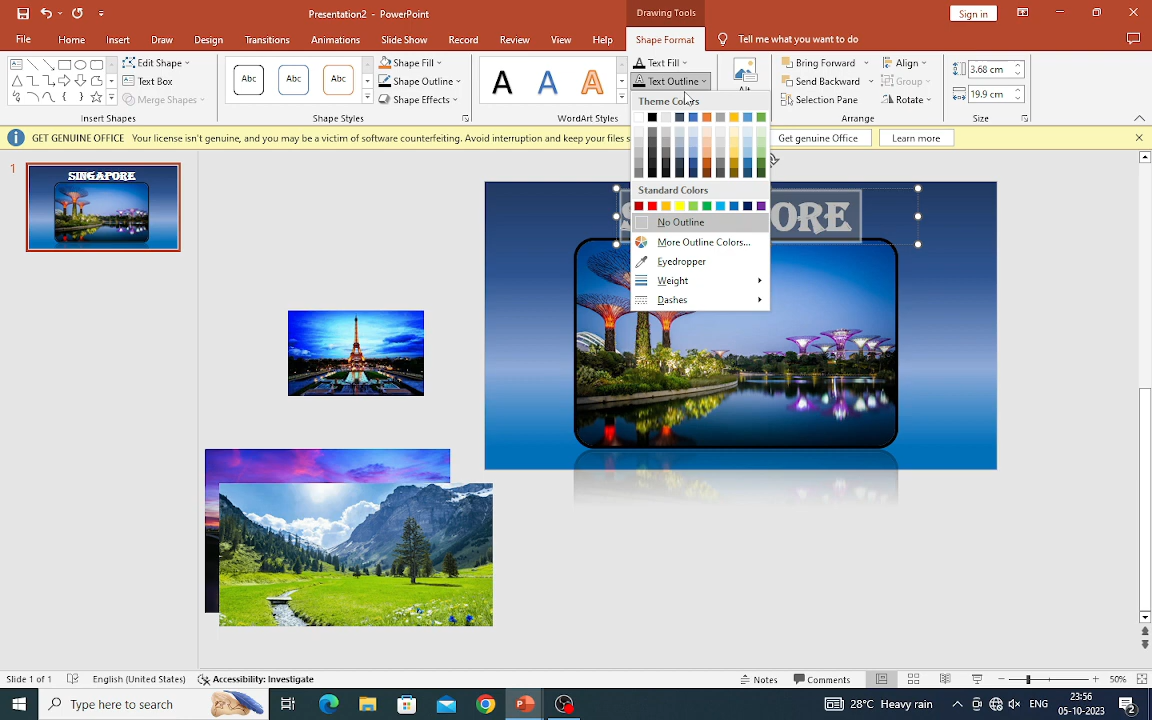 Presentation2 - PowerPoint
Drawing Tools
Sign in
File Home Insert Draw Design Transitions Animations Slide Show Record Review View Help Shape Format Tell me what you want to do
Edit Shape
Text Box
Merge Shapes
Insert Shapes
Abc Abc Abc
Shape Fill
Shape Outline
Shape Effects
Shape Styles
A A A
WordArt Styles
Text Fill
Text Outline
Alt
Bring Forward
Send Backward
Selection Pane
Align
Group
Rotate
Arrange
3.68 cm
19.9 cm
Size
GET GENUINE OFFICE Your license isn't genuine, and you may be a victim of software counterfeiting. Avoid interruption and keep your files s
Get genuine Office
Learn more
Theme Colors
Standard Colors
No Outline
More Outline Colors...
Eyedropper
Weight
Dashes
1
SINGAPORE
ORE
Slide 1 of 1 English (United States) Accessibility: Investigate
Notes Comments 50%
Type here to search
28°C Heavy rain
ENG
23:56
05-10-2023
2